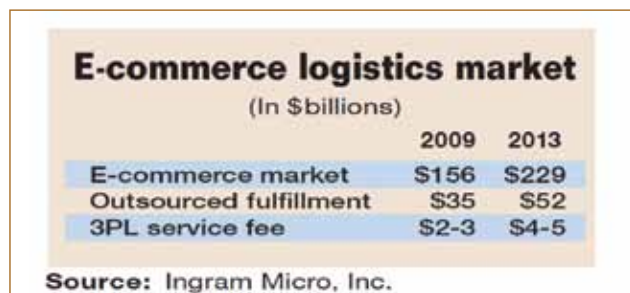 E-commerce logistics market
(In $billions)
2009 2013
E-commerce market $156 $229
Outsourced fulfillment $35 $52
3PL service fee $2-3 $4-5
Source: Ingram Micro, Inc.